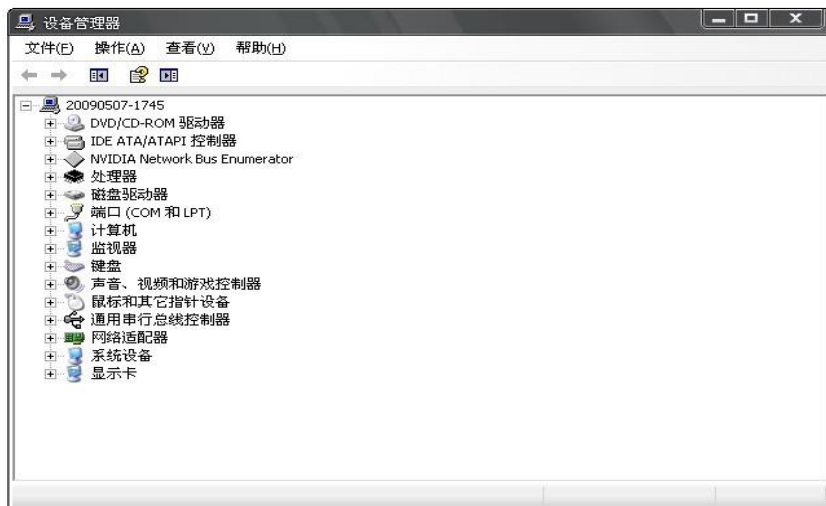 设备管理器
文件(F) 操作(A) 查看(V) 帮助(H)
20090507-1745
DVD/CD-ROM 驱动器
IDE ATA/ATAPI 控制器
NVIDIA Network Bus Enumerator
处理器
磁盘驱动器
端口 (COM 和 LPT)
计算机
监视器
键盘
声音、视频和游戏控制器
鼠标和其它指针设备
通用串行总线控制器
网络适配器
系统设备
显示卡